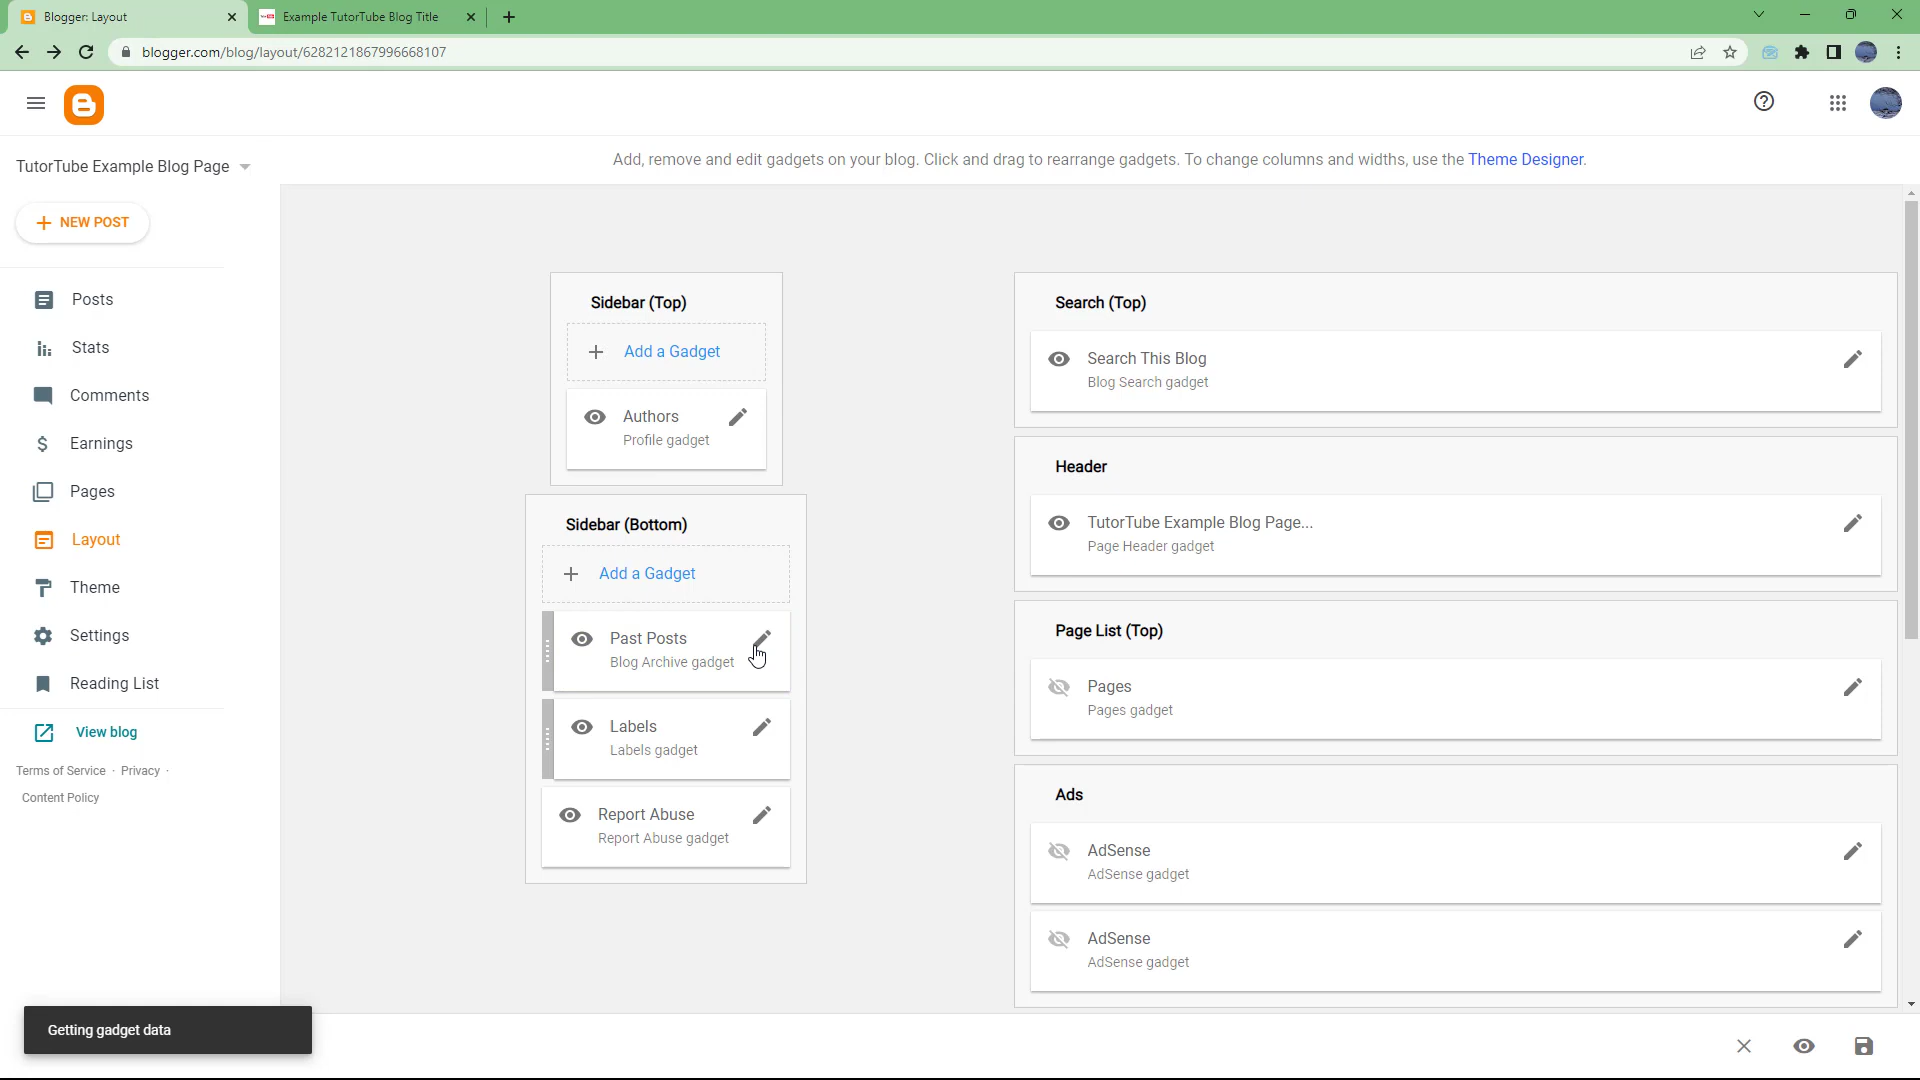 Blogger: Layout
Example TutorTube Blog Title
blogger.com/blog/layout/6282121867996668107
TutorTube Example Blog Page
Add, remove and edit gadgets on your blog. Click and drag to rearrange gadgets. To change columns and widths, use the Theme Designer.
NEW POST
Posts
Stats
Comments
Earnings
Pages
Layout
Theme
Settings
Reading List
View blog
Terms of Service · Privacy ·
Content Policy
Sidebar (Top)
Add a Gadget
Authors
Profile gadget
Sidebar (Bottom)
Add a Gadget
Past Posts
Blog Archive gadget
Labels
Labels gadget
Report Abuse
Report Abuse gadget
Search (Top)
Search This Blog
Blog Search gadget
Header
TutorTube Example Blog Page...
Page Header gadget
Page List (Top)
Pages
Pages gadget
Ads
AdSense
AdSense gadget
AdSense
AdSense gadget
Getting gadget data